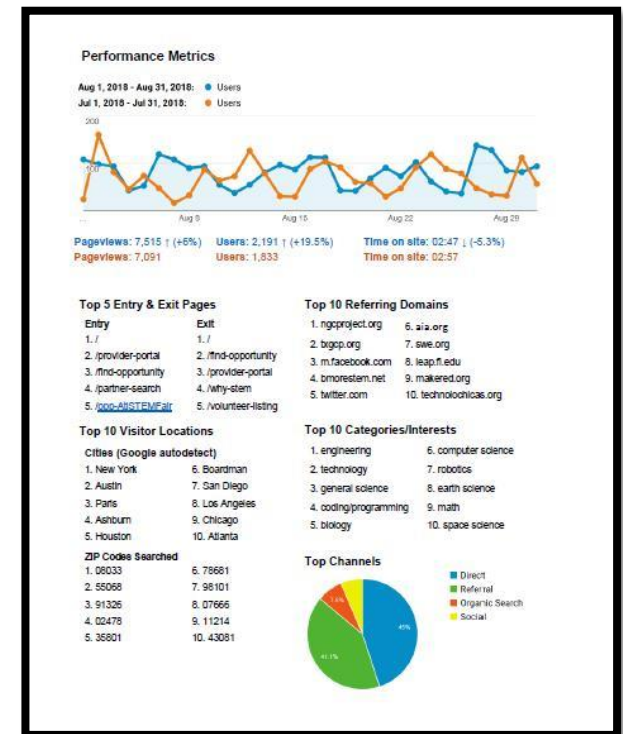 Performance Metrics
Aug 1, 2018 - Aug 31, 2018: Users
Jul 1, 2018 - Jul 31, 2018: Users
200
100
... Aug 8 Aug 15 Aug 22 Aug 29
Pageviews: 7,515 ↑ (+6%) Users: 2,191 ↑ (+19.5%) Time on site: 02:47 ↓ (-5.3%)
Pageviews: 7,091 Users: 1,833 Time on site: 02:57
Top 5 Entry & Exit Pages
Entry Exit
1. / 1. /
2. /provider-portal 2. /find-opportunity
3. /find-opportunity 3. /provider-portal
4. /partner-search 4. /why-stem
5. 5. /volunteer-listing
Top 10 Visitor Locations
Cities (Google autodetect)
1. New York 6. Boardman
2. Austin 7. San Diego
3. Paris 8. Los Angeles
4. Ashburn 9. Chicago
5. Houston 10. Atlanta
ZIP Codes Searched
1. 08033 6. 78681
2. 55068 7. 98101
3. 91326 8. 07666
4. 02478 9. 11214
5. 35801 10. 43081
Top 10 Referring Domains
1. ngcproject.org 6. aia.org
2. txgcp.org 7. swe.org
3. m.facebook.com 8. leap.fl.edu
4. bmorestem.net 9. makered.org
5. twitter.com 10. technolochicas.org
Top 10 Categories/Interests
1. engineering 6. computer science
2. technology 7. robotics
3. general science 8. earth science
4. coding/programming 9. math
5. biology 10. space science
Top Channels
Direct
Referral
Organic Search
Social
45%